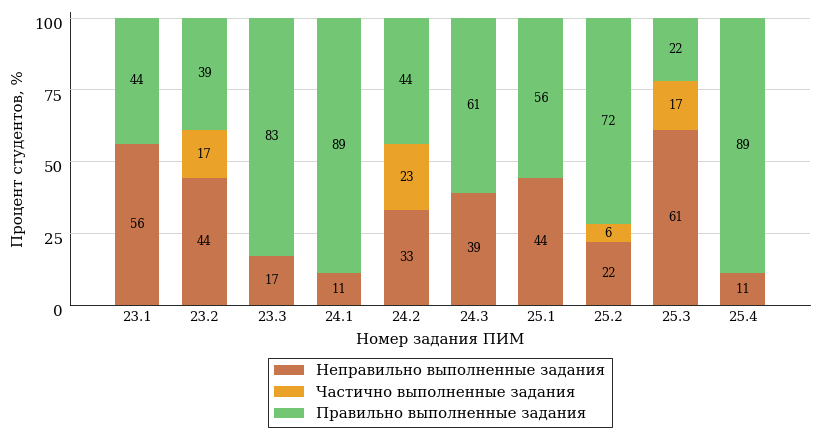 Процент студентов, %
100
75
50
25
0
44 39 83 89 44 61 56 72 22 89
17 23 6 17
56 44 17 11 33 39 44 22 61 11
23.1 23.2 23.3 24.1 24.2 24.3 25.1 25.2 25.3 25.4
Номер задания ПИМ
Неправильно выполненные задания
Частично выполненные задания
Правильно выполненные задания